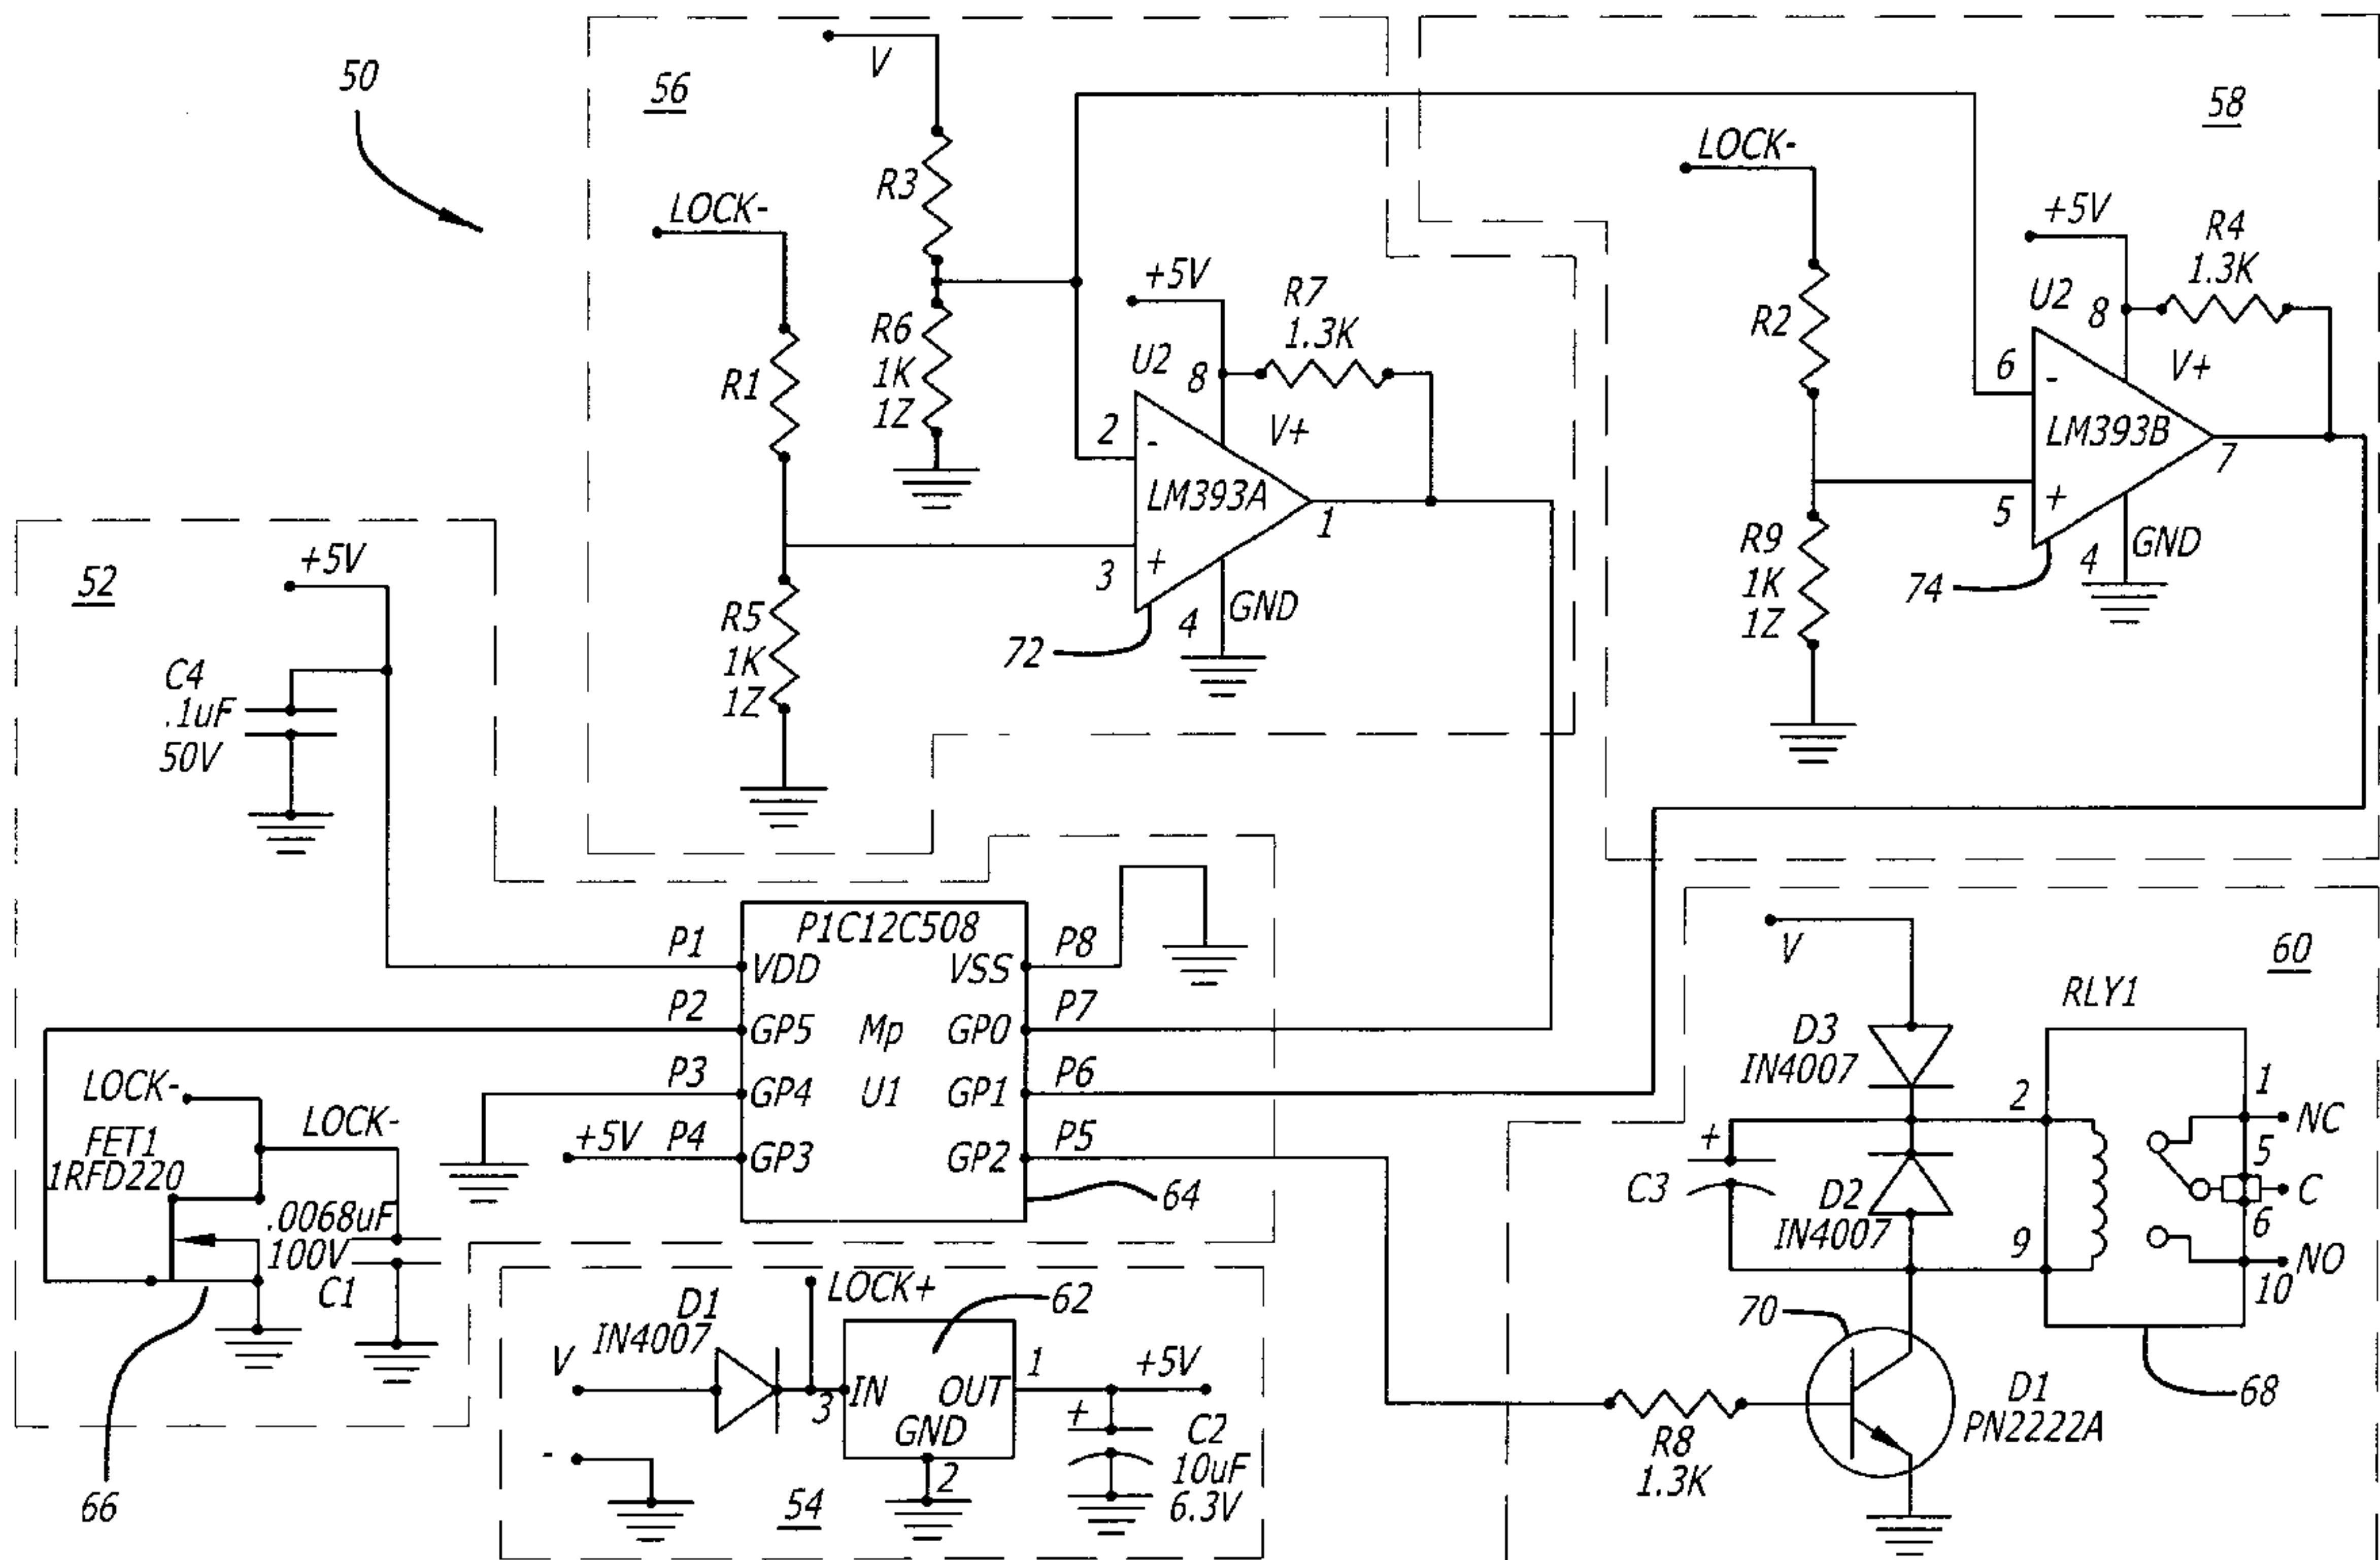 50
56
V
R3
LOCK-
R1
R6
1K
1Z
+5V
U2
8
R7
1.3K
V+
2
-
LM393A
1
3
+
4
GND
72
R5
1K
1Z
58
LOCK-
R2
+5V
U2
8
R4
1.3K
V+
6
-
LM393B
7
5
+
4
GND
74
R9
1K
1Z
52
+5V
C4
.1uF
50V
P1C12C508
P1
VDD
VSS
P8
P2
GP5
Mp
GP0
P7
P3
GP4
U1
GP1
P6
+5V
P4
GP3
GP2
P5
64
LOCK-
LOCK-
FET1
1RFD220
.0068uF
100V
C1
66
LOCK+
62
D1
IN4007
V
3
IN
OUT
GND
1
+5V
2
+
C2
10uF
6.3V
-
54
60
V
RLY1
D3
IN4007
2
1
NC
+
C3
D2
IN4007
5
C
6
9
NO
10
70
D1
PN2222A
68
R8
1.3K